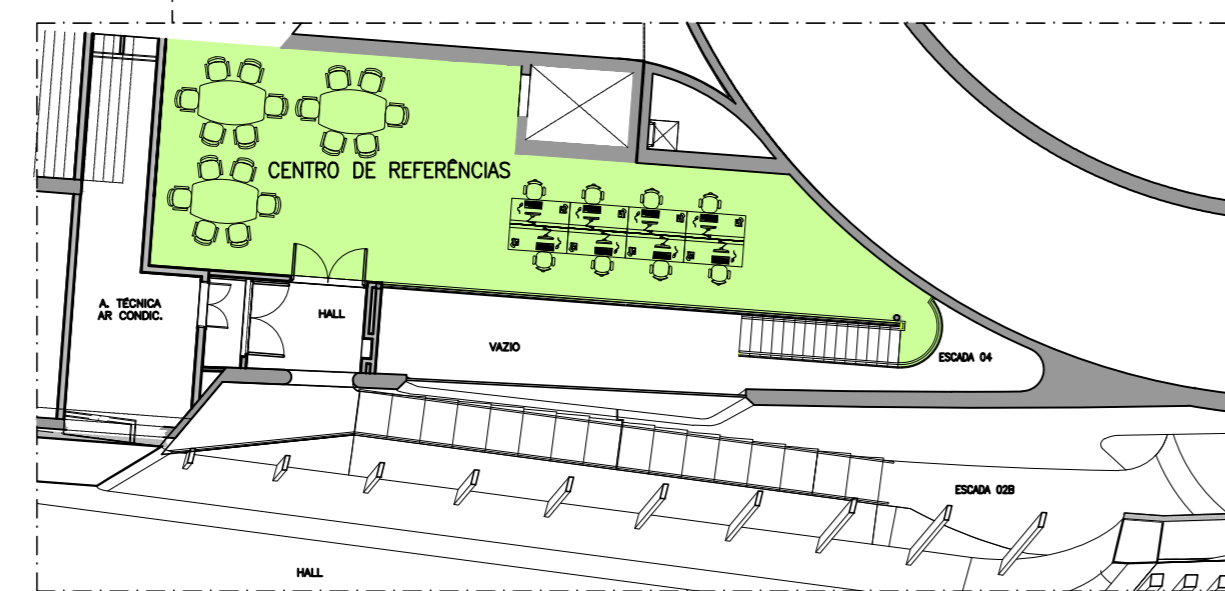 CENTRO DE REFERÊNCIAS
A. TÉCNICA
AR CONDIC.
HALL
VAZIO
ESCADA 04
ESCADA 02B
HALL